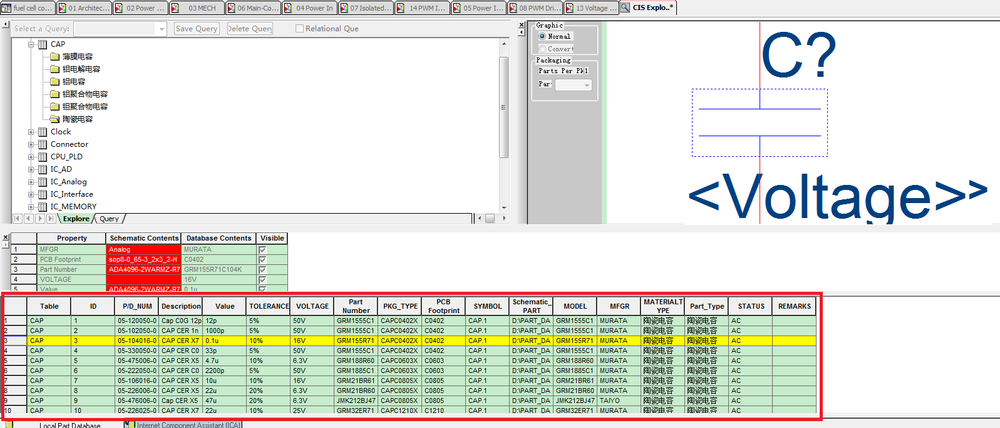 fuel cell co...
01 Architec...
02 Power ...
03 MECH
06 Main-Co...
04 Power In
07 Isolated...
14 PWM I...
05 Power I...
08 PWM Dri...
13 Voltage ...
CIS Explo..*
Select a Query:
Save Query
Delete Query
Relational Que
CAP
薄膜电容
铝电解电容
铝电容
铝聚合物电容
钽聚合物电容
陶瓷电容
Clock
Connector
CPU_PLD
IC_AD
IC_Analog
IC_Interface
IC_MEMORY
Explore Query
Graphic
Normal
Convert
Packaging
Parts Per Pk1
Par
C?
<Voltage>>
Property Schematic Contents Database Contents Visible
1 MFGR Analog MURATA
2 PCB Footprint sop8-0_65-3_2x3_2-H C0402
3 Part Number ADA4096-2WARMZ-R7 GRM155R71C104K
4 VOLTAGE 16V
5 Value ADA4096-2WARMZ-R7 0.1u
Table ID P/D_NUM Description Value TOLERANCE VOLTAGE Part Number PKG_TYPE PCB Footprint SYMBOL Schematic_PART MODEL MFGR MATERIALTYPE Part_Type STATUS REMARKS
1 CAP 1 05-120050-0 Cap C0G 12p 12p 5% 50V GRM1555C1 CAPC0402X C0402 CAP.1 D:\PART_DA GRM1555C1 MURATA 陶瓷电容 陶瓷电容 AC
2 CAP 2 05-102050-0 CAP CER 1n 1000p 5% 50V GRM1555C1 CAPC0402X C0402 CAP.1 D:\PART_DA GRM1555C1 MURATA 陶瓷电容 陶瓷电容 AC
3 CAP 3 05-104016-0 CAP CER X7 0.1u 10% 16V GRM155R71 CAPC0402X C0402 CAP.1 D:\PART_DA GRM155R71 MURATA 陶瓷电容 陶瓷电容 AC
4 CAP 4 05-330050-0 CAP CER C0 33p 5% 50V GRM1555C1 CAPC0402X C0402 CAP.1 D:\PART_DA GRM1555C1 MURATA 陶瓷电容 陶瓷电容 AC
5 CAP 5 05-475006-0 CAP CER X5 4.7u 10% 6.3V GRM188R60 CAPC0603X C0603 CAP.1 D:\PART_DA GRM188R60 MURATA 陶瓷电容 陶瓷电容 AC
6 CAP 6 05-222050-0 CAP CER C0 2200p 5% 50V GRM1885C1 CAPC0603X C0603 CAP.1 D:\PART_DA GRM1885C1 MURATA 陶瓷电容 陶瓷电容 AC
7 CAP 7 05-106016-0 CAP CER X5 10u 10% 16V GRM21BR61 CAPC0805X C0805 CAP.1 D:\PART_DA GRM21BR61 MURATA 陶瓷电容 陶瓷电容 AC
8 CAP 8 05-226006-0 CAP CER X5 22u 20% 6.3V GRM21BR60 CAPC0805X C0805 CAP.1 D:\PART_DA GRM21BR60 MURATA 陶瓷电容 陶瓷电容 AC
9 CAP 9 05-476006-0 Cap CER X5 47u 20% 6.3V JMK212BJ47 CAPC0805X C0805 CAP.1 D:\PART_DA JMK212BJ47 TAIYO 陶瓷电容 陶瓷电容 AC
10 CAP 10 05-226025-0 CAP CER X7 22u 10% 25V GRM32ER71 CAPC1210X C1210 CAP.1 D:\PART_DA GRM32ER71 MURATA 陶瓷电容 陶瓷电容 AC
Local Part Database Internet Component Assistant (ICA)